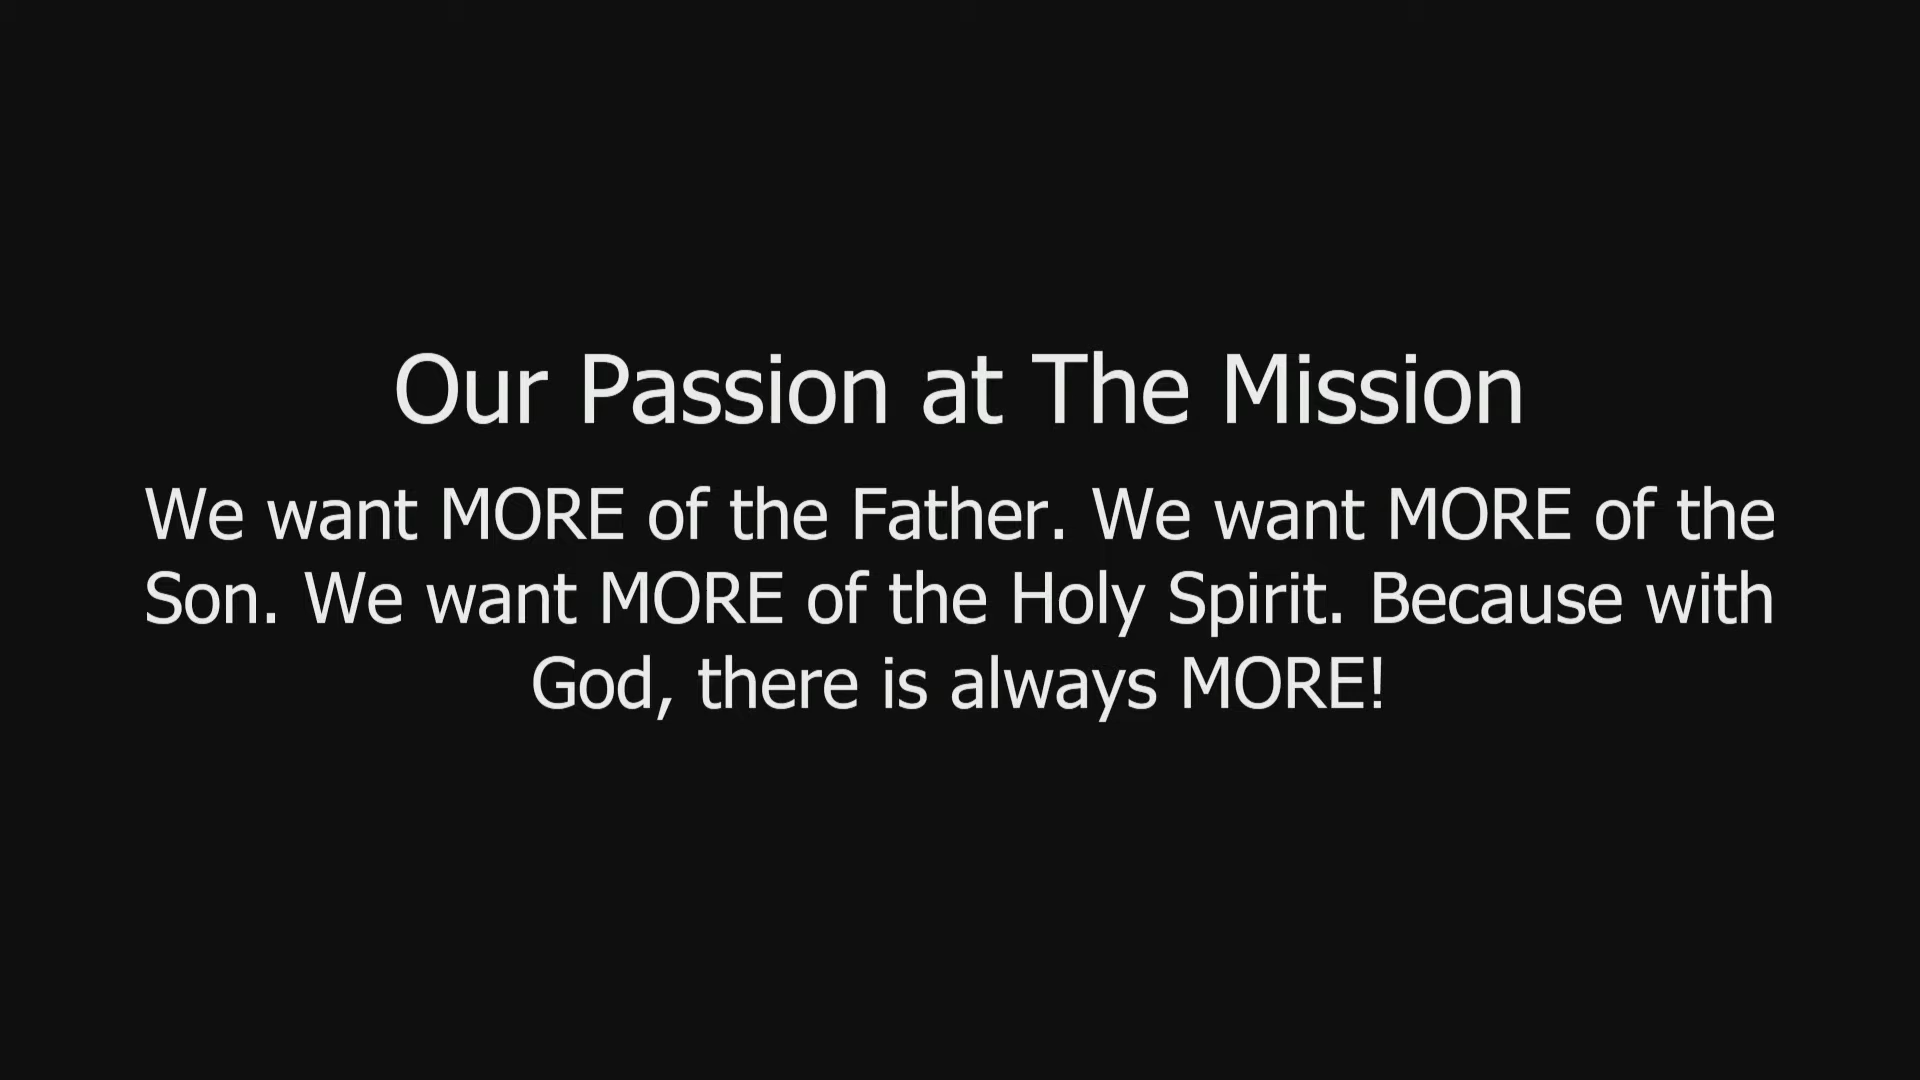 Our Passion at The Mission
We want MORE of the Father. We want MORE of the
Son. We want MORE of the Holy Spirit. Because with
God, there is always MORE!